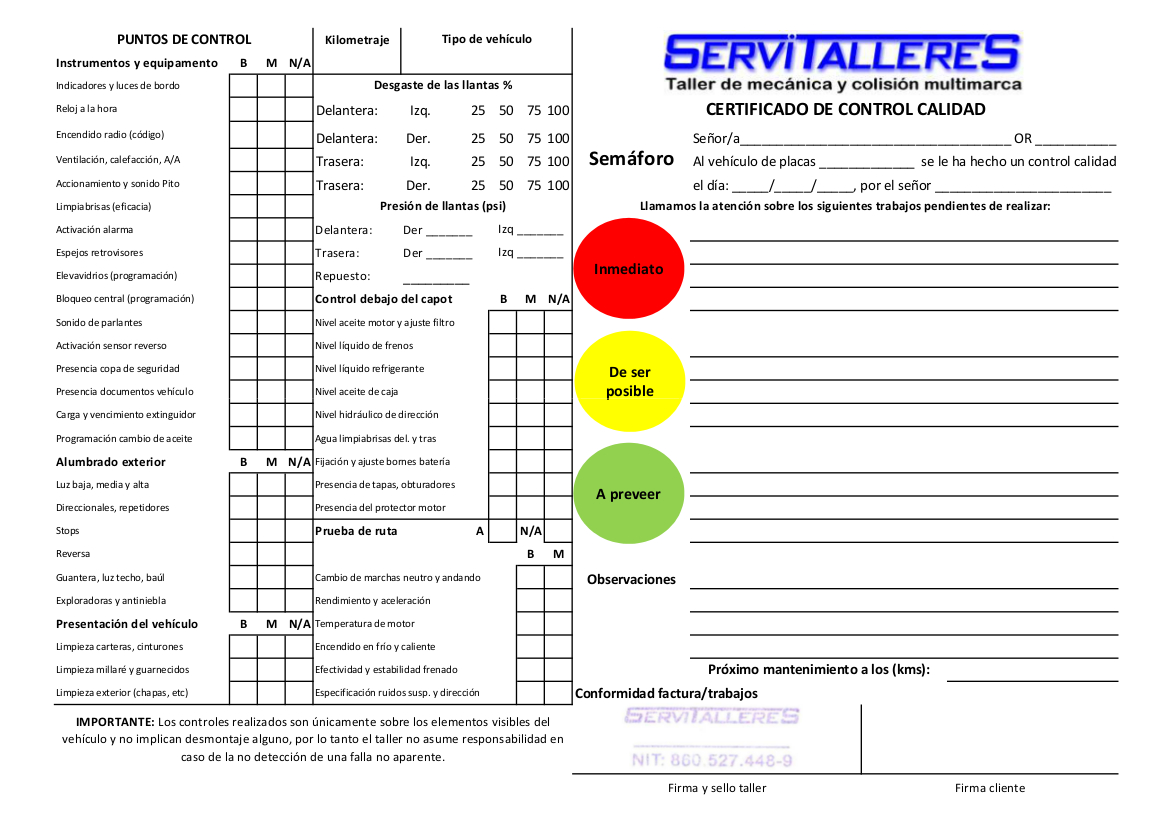 PUNTOS DE CONTROL
Instrumentos y equipamento B M N/A
Indicadores y luces de bordo
Reloj a la hora
Encendido radio (código)
Ventilación, calefacción, A/A
Accionamiento y sonido Pito
Limpiabrisas (eficacia)
Activación alarma
Espejos retrovisores
Elevavidrios (programación)
Bloqueo central (programación)
Sonido de parlantes
Activación sensor reverso
Presencia copa de seguridad
Presencia documentos vehículo
Carga y vencimiento extinguidor
Programación cambio de aceite
Alumbrado exterior B M N/A
Luz baja, media y alta
Direccionales, repetidores
Stops
Reversa
Guantera, luz techo, baúl
Exploradoras y antiniebla
Presentación del vehículo B M N/A
Limpieza carteras, cinturones
Limpieza millaré y guarnecidos
Limpieza exterior (chapas, etc)
Kilometraje
Tipo de vehículo
Desgaste de las llantas %
Delantera: Izq. 25 50 75 100
Delantera: Der. 25 50 75 100
Trasera: Izq. 25 50 75 100
Trasera: Der. 25 50 75 100
Presión de llantas (psi)
Delantera: Der _______ Izq _______
Trasera: Der _______ Izq _______
Repuesto: __________
Control debajo del capot B M N/A
Nivel aceite motor y ajuste filtro
Nivel líquido de frenos
Nivel líquido refrigerante
Nivel aceite de caja
Nivel hidráulico de dirección
Agua limpiabrisas del. y tras
Fijación y ajuste bornes batería
Presencia de tapas, obturadores
Presencia del protector motor
Prueba de ruta A N/A
B M
Cambio de marchas neutro y andando
Rendimiento y aceleración
Temperatura de motor
Encendido en frío y caliente
Efectividad y estabilidad frenado
Especificación ruidos susp. y dirección
IMPORTANTE: Los controles realizados son únicamente sobre los elementos visibles del
vehículo y no implican desmontaje alguno, por lo tanto el taller no asume responsabilidad en
caso de la no detección de una falla no aparente.
SERVITALLERES
Taller de mecánica y colisión multimarca
CERTIFICADO DE CONTROL CALIDAD
Señor/a____________________________________ OR ___________
Semáforo
Al vehículo de placas _____________ se le ha hecho un control calidad
el día: _____/_____/_____, por el señor ________________________
Llamamos la atención sobre los siguientes trabajos pendientes de realizar:
Inmediato
De ser
posible
A preveer
Observaciones
Próximo mantenimiento a los (kms):
Conformidad factura/trabajos
SERVITALLERES
NIT: 860.527.448-9
Firma y sello taller
Firma cliente